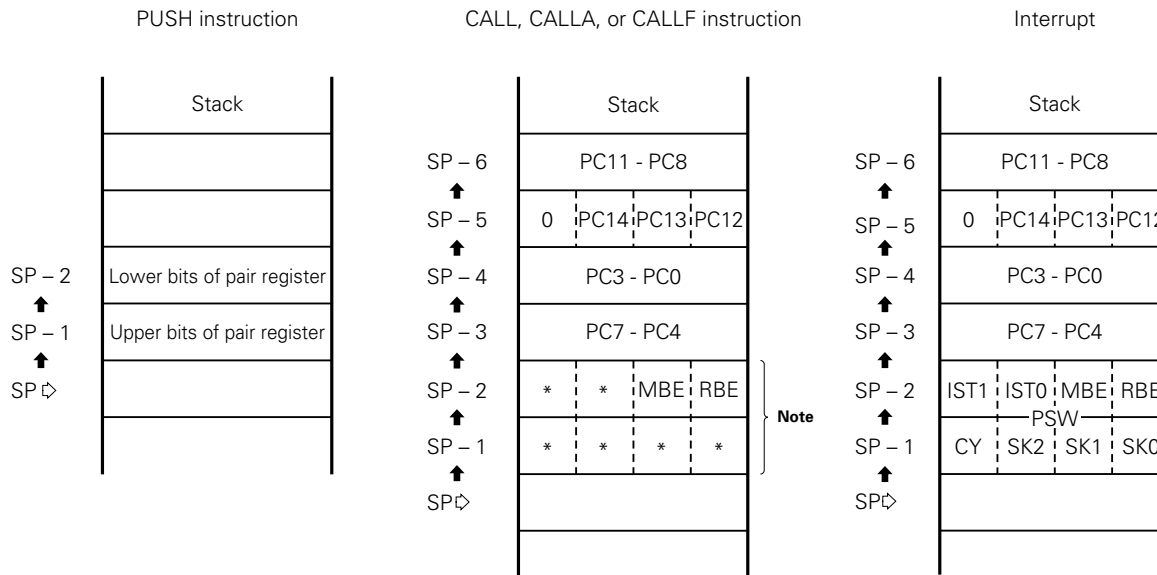 PUSH instruction
CALL, CALLA, or CALLF instruction
Interrupt
Stack
SP – 2 Lower bits of pair register
SP – 1 Upper bits of pair register
SP
Stack
SP – 6 PC11 - PC8
SP – 5 0 PC14 PC13 PC12
SP – 4 PC3 - PC0
SP – 3 PC7 - PC4
SP – 2 * * MBE RBE
Note
SP – 1 * * * *
SP
Stack
SP – 6 PC11 - PC8
SP – 5 0 PC14 PC13 PC12
SP – 4 PC3 - PC0
SP – 3 PC7 - PC4
SP – 2 IST1 IST0 MBE RBE
PSW
SP – 1 CY SK2 SK1 SK0
SP